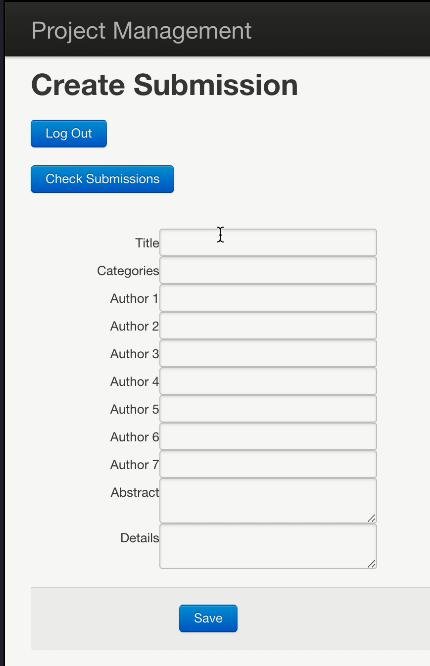 Project Management
Create Submission
Log Out
Check Submissions
Title
Categories
Author 1
Author 2
Author 3
Author 4
Author 5
Author 6
Author 7
Abstract
Details
Save